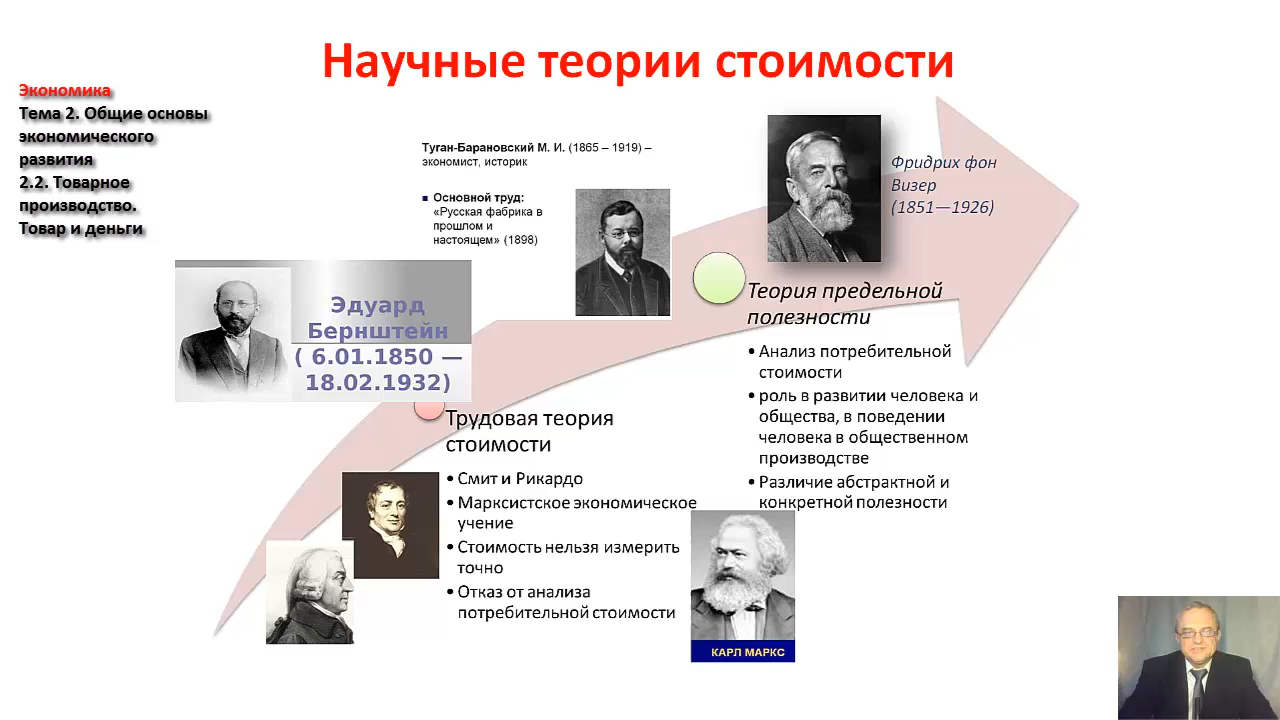 Научные теории стоимости
Экономика
Тема 2. Общие основы
экономического
развития
2.2. Товарное
производство.
Товар и деньги
Туган-Барановский М. И. (1865 – 1919) –
экономист, историк
Основной труд:
«Русская фабрика в
прошлом и
настоящем» (1898)
Фридрих фон
Визер
(1851—1926)
Эдуард
Бернштейн
( 6.01.1850 —
18.02.1932)
Теория предельной
полезности
• Анализ потребительной
стоимости
• роль в развитии человека и
общества, в поведении
человека в общественном
производстве
• Различие абстрактной и
конкретной полезности
Трудовая теория
стоимости
• Смит и Рикардо
• Марксистское экономическое
учение
• Стоимость нельзя измерить
точно
• Отказ от анализа
потребительной стоимости
КАРЛ МАРКС